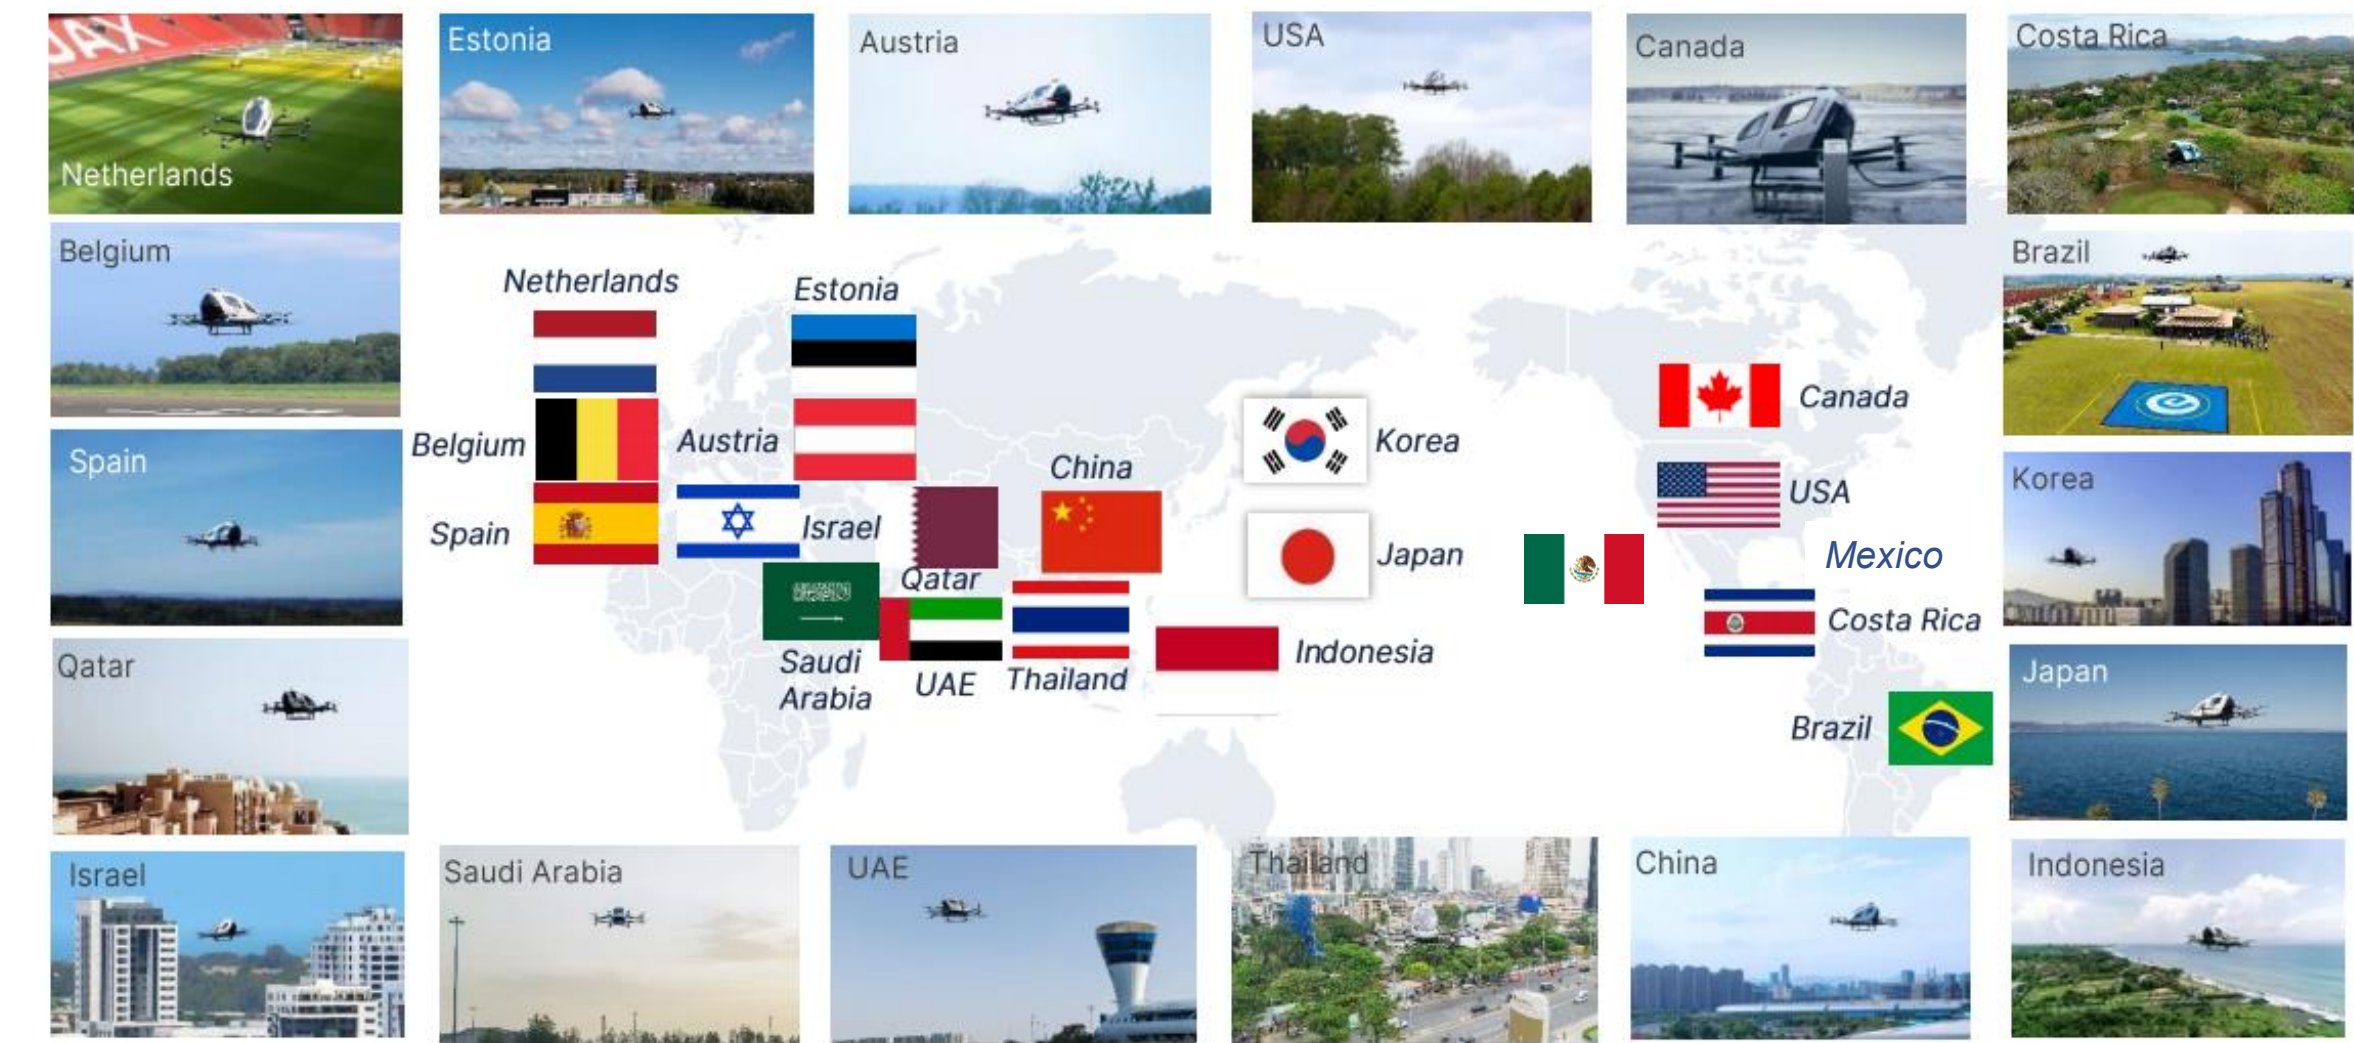 JAX
Netherlands
Estonia
Austria
USA
Canada
Costa Rica
Belgium
Brazil
Netherlands
Estonia
Spain
Canada
Korea
Belgium
Austria
Korea
China
USA
Spain
Israel
Japan
Mexico
Qatar
Costa Rica
Indonesia
Saudi
Arabia
UAE
Thailand
Qatar
Japan
Brazil
Israel
Saudi Arabia
UAE
Thailand
China
Indonesia